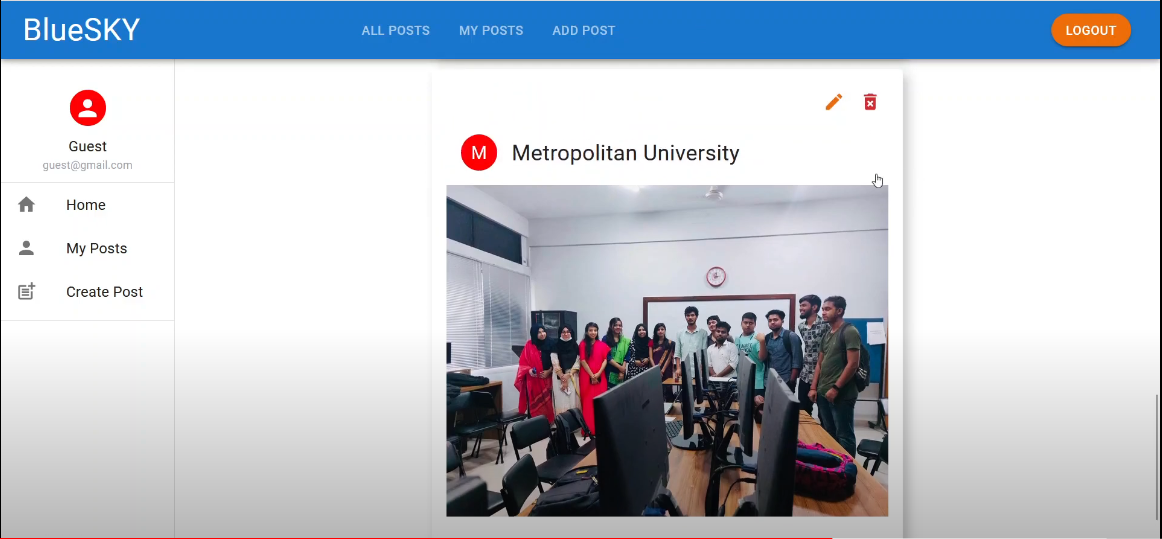 BlueSKY
ALL POSTS MY POSTS ADD POST
LOGOUT
Guest
guest@gmail.com
Home
My Posts
Create Post
M Metropolitan University